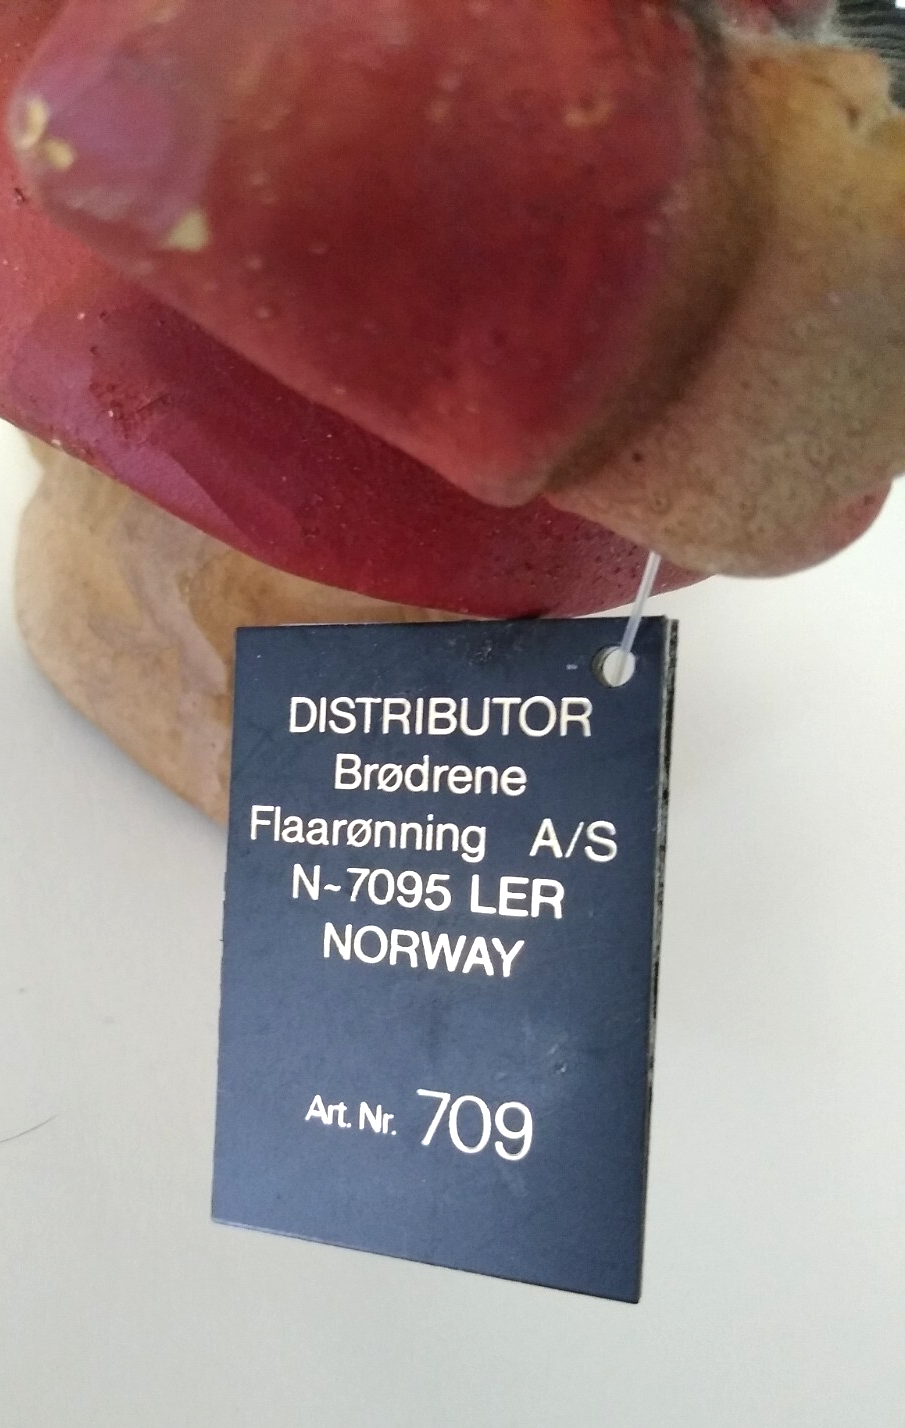 DISTRIBUTOR
Brødrene
Flaarønning A/S
N~7095 LER
NORWAY
Art. Nr. 709